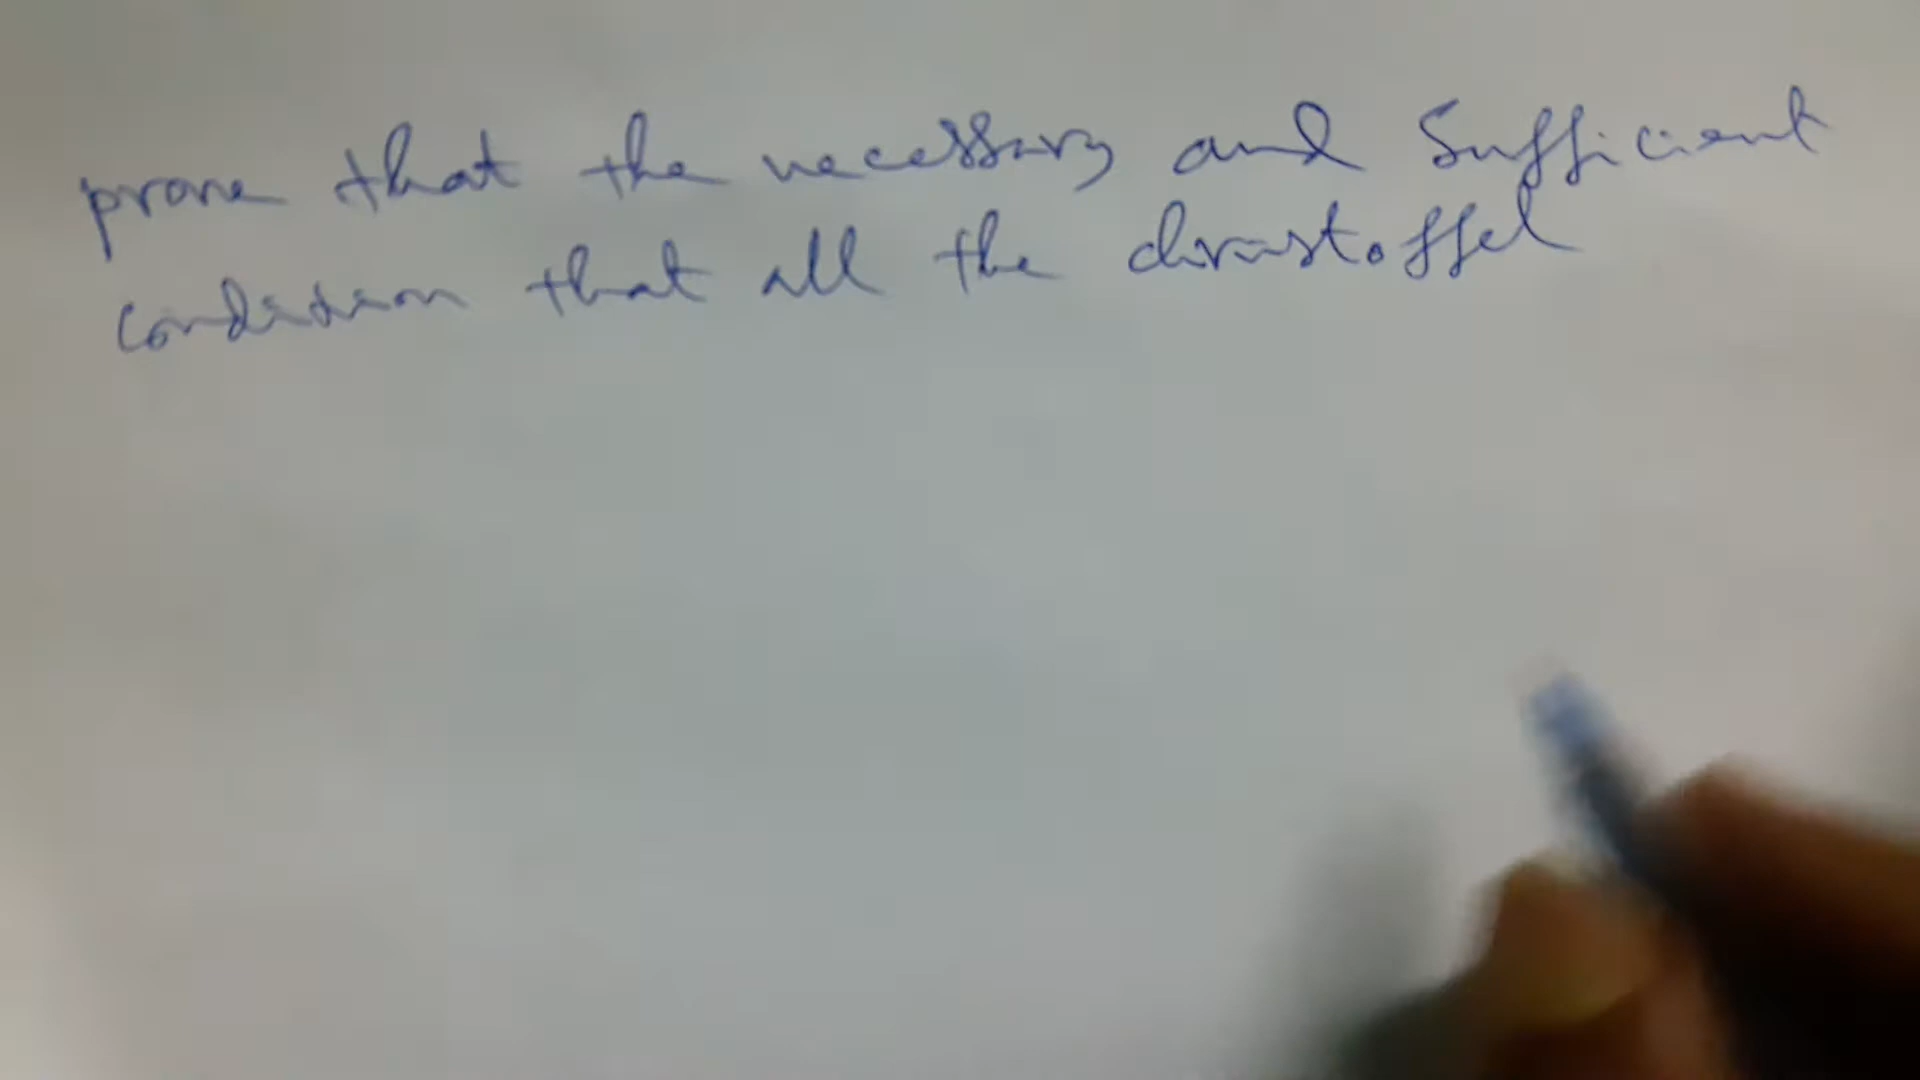 prove that the necessary and Sufficient
condition that all the christoffel